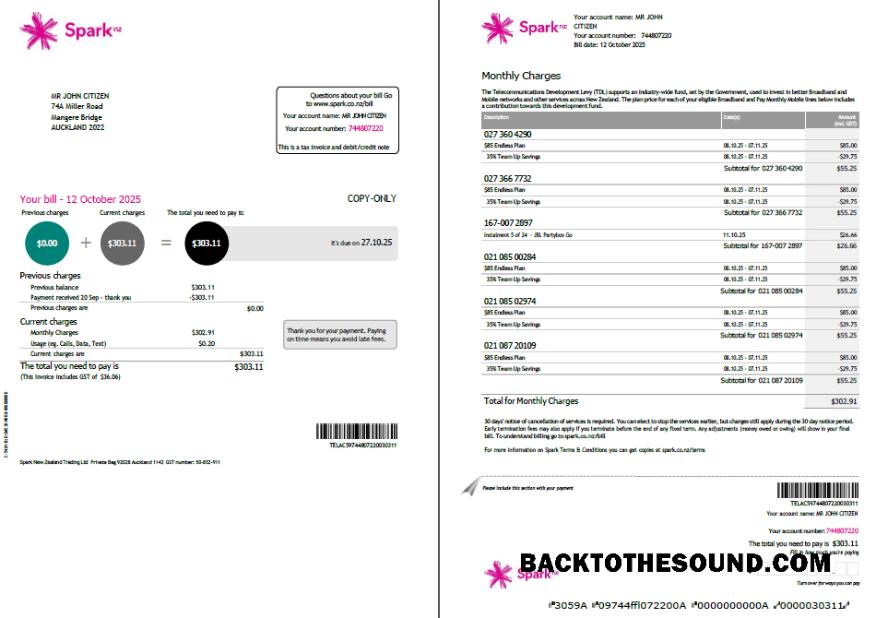 Spark nz
MR JOHN CITIZEN
74A Miller Road
Mangere Bridge
AUCKLAND 2022
Questions about your bill Go
to www.spark.co.nz/bill
Your account name: MR JOHN CITIZEN
Your account number: 744807220
This is a tax invoice and debit/credit note
Your bill - 12 October 2025
COPY-ONLY
Previous charges
Current charges
The total you need to pay is:
$0.00 + $303.11 = $303.11
It's due on 27.10.25
Previous charges
Previous balance $303.11
Payment received 20 Sep - thank you -$303.11
Previous charges are $0.00
Current charges
Monthly Charges $302.91
Usage (eg. Calls, Data, Text) $0.20
Current charges are $303.11
The total you need to pay is $303.11
(This invoice includes GST of $36.06)
Thank you for your payment. Paying
on time means you avoid late fees.
TELAC59744807220030311
Spark New Zealand Trading Ltd Private Bag 92028 Auckland 1142 GST number: 50-852-911
Spark nz
Your account name: MR JOHN
CITIZEN
Your account number: 744807220
Bill date: 12 October 2025
Monthly Charges
The Telecommunications Development Levy (TDL) supports an industry-wide fund, set by the Government, used to invest in better Broadband and
Mobile networks and other services across New Zealand. The plan price for each of your eligible Broadband and Pay Monthly Mobile lines below includes
a contribution towards this development fund.
Description Date(s) Amount
(incl. GST)
027 360 4290
$85 Endless Plan 08.10.25 - 07.11.25 $85.00
35% Team Up Savings 08.10.25 - 07.11.25 -$29.75
Subtotal for 027 360 4290 $55.25
027 366 7732
$85 Endless Plan 08.10.25 - 07.11.25 $85.00
35% Team Up Savings 08.10.25 - 07.11.25 -$29.75
Subtotal for 027 366 7732 $55.25
167-007 2897
Instalment 5 of 24 - JBL Partybox Go 11.10.25 $26.66
Subtotal for 167-007 2897 $26.66
021 085 00284
$85 Endless Plan 08.10.25 - 07.11.25 $85.00
35% Team Up Savings 08.10.25 - 07.11.25 -$29.75
Subtotal for 021 085 00284 $55.25
021 085 02974
$85 Endless Plan 08.10.25 - 07.11.25 $85.00
35% Team Up Savings 08.10.25 - 07.11.25 -$29.75
Subtotal for 021 085 02974 $55.25
021 087 20109
$85 Endless Plan 08.10.25 - 07.11.25 $85.00
35% Team Up Savings 08.10.25 - 07.11.25 -$29.75
Subtotal for 021 087 20109 $55.25
Total for Monthly Charges $302.91
30 days' notice of cancellation of services is required. You can elect to stop the services earlier, but charges still apply during the 30 day notice period.
Early termination fees may also apply if you terminate before the end of any fixed term. Any adjustments (money owed or owing) will show in your final
bill. To understand billing go to spark.co.nz/bill
For more information on Spark Terms & Conditions you can get copies at spark.co.nz/terms
Please include this section with your payment
TELAC59744807220030311
Your account name: MR JOHN CITIZEN
Your account number: 744807220
The total you need to pay is $303.11
Fill in how much you're paying
BACKTOTHESOUND.COM
Spark nz
Turn over for ways you can pay
⑈3059A ⑈09744ffl072200A ⑈0000000000A ⑇0000030311⑇